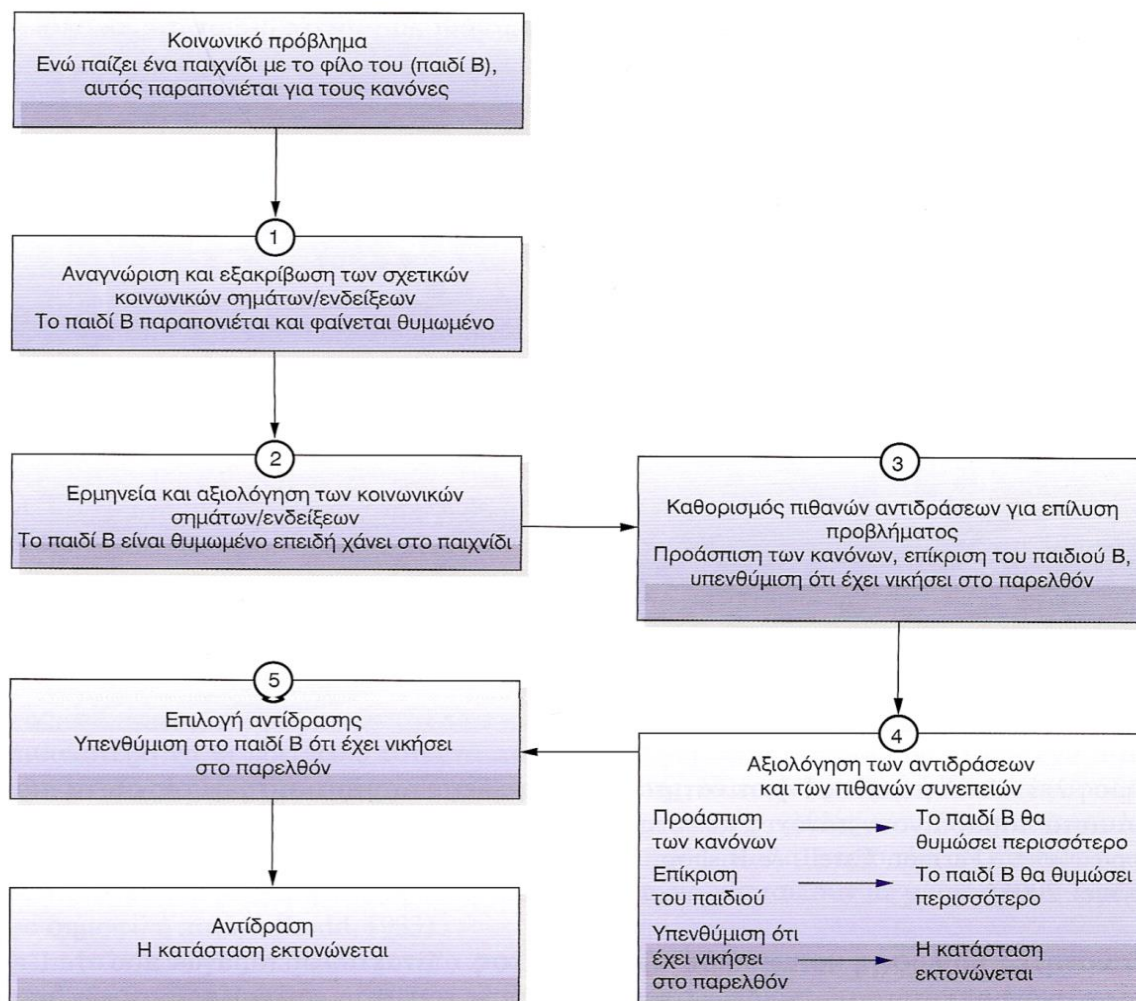 Κοινωνικό πρόβλημα
Ενώ παίζει ένα παιχνίδι με το φίλο του (παιδί Β),
αυτός παραπονιέται για τους κανόνες
1
Αναγνώριση και εξακρίβωση των σχετικών
κοινωνικών σημάτων/ενδείξεων
Το παιδί Β παραπονιέται και φαίνεται θυμωμένο
2
Ερμηνεία και αξιολόγηση των κοινωνικών
σημάτων/ενδείξεων
Το παιδί Β είναι θυμωμένο επειδή χάνει στο παιχνίδι
3
Καθορισμός πιθανών αντιδράσεων για επίλυση
προβλήματος
Προάσπιση των κανόνων, επίκριση του παιδιού Β,
υπενθύμιση ότι έχει νικήσει στο παρελθόν
4
Αξιολόγηση των αντιδράσεων
και των πιθανών συνεπειών
Προάσπιση
των κανόνων
Το παιδί Β θα
θυμώσει περισσότερο
Επίκριση
του παιδιού
Το παιδί Β θα θυμώσει
περισσότερο
Υπενθύμιση ότι
έχει νικήσει
στο παρελθόν
Η κατάσταση
εκτονώνεται
5
Επιλογή αντίδρασης
Υπενθύμιση στο παιδί Β ότι έχει νικήσει
στο παρελθόν
Αντίδραση
Η κατάσταση εκτονώνεται